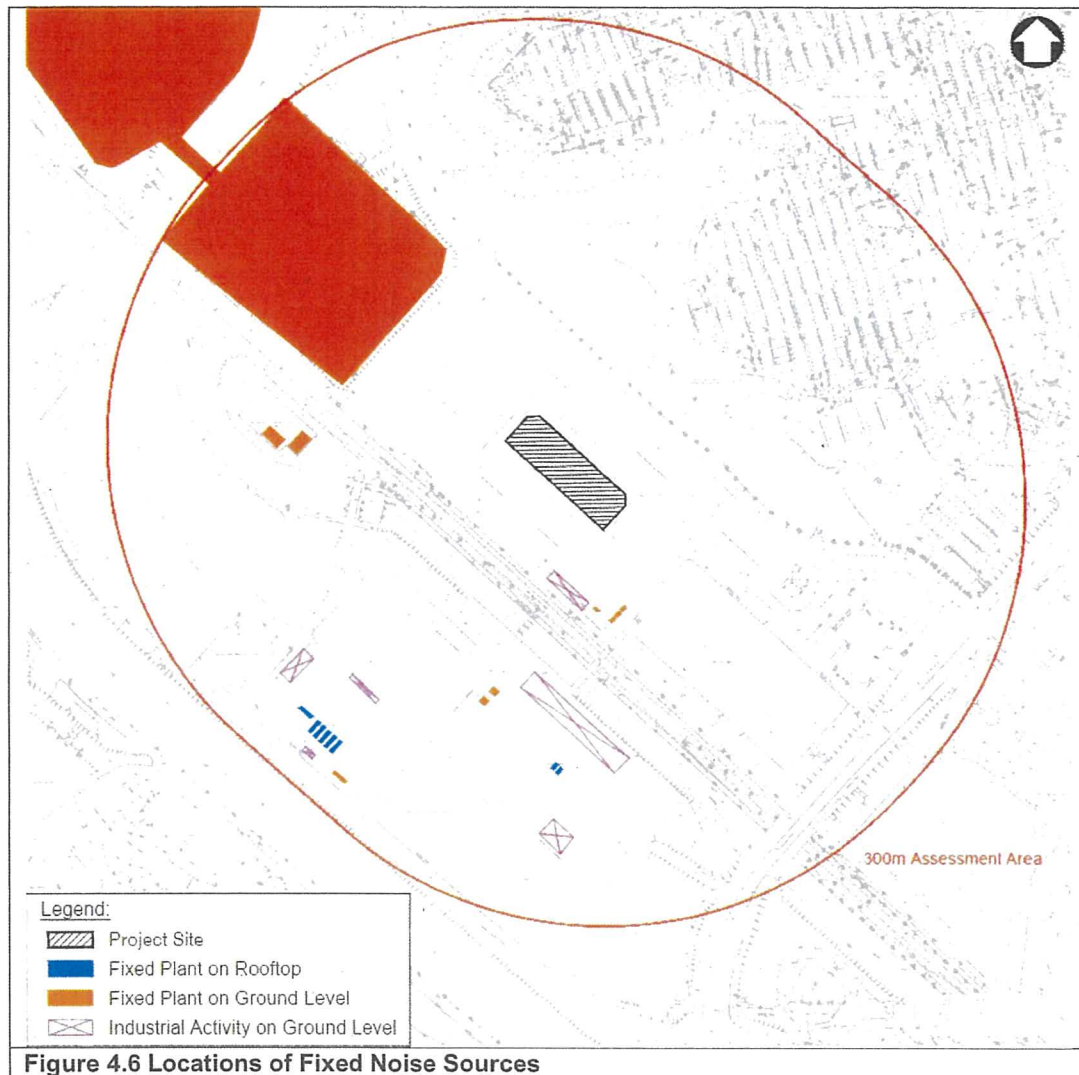 300m Assessment Area
Legend:
Project Site
Fixed Plant on Rooftop
Fixed Plant on Ground Level
Industrial Activity on Ground Level
Figure 4.6 Locations of Fixed Noise Sources